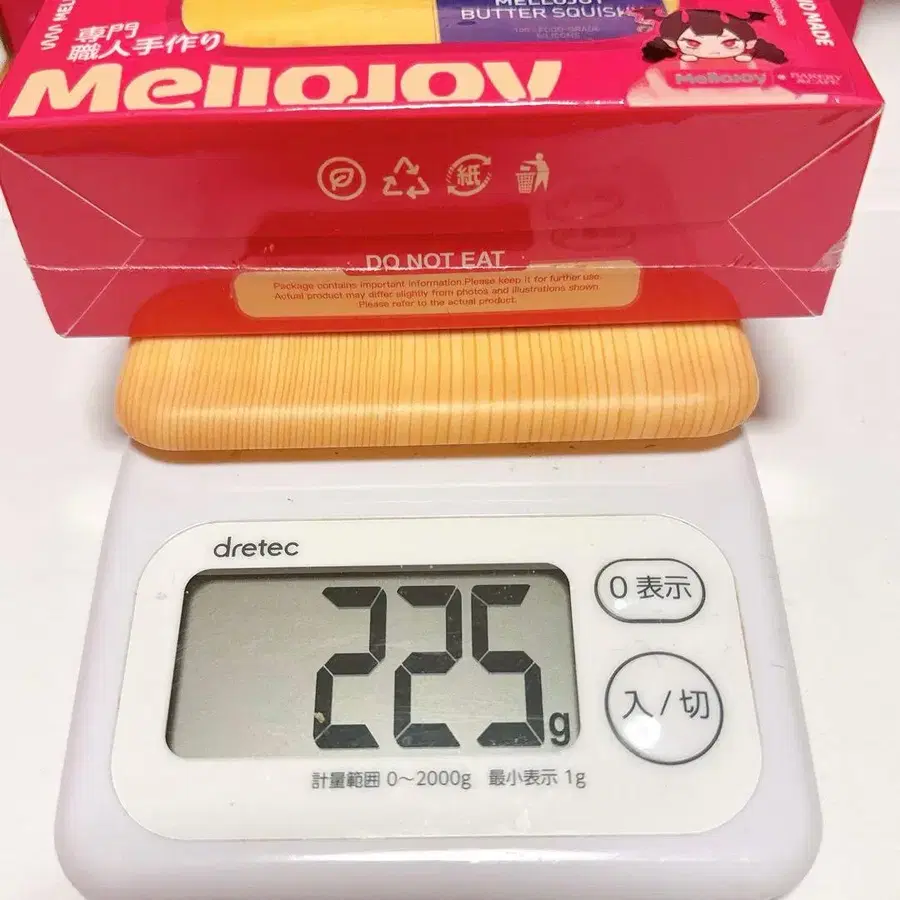 MELLOJOY
BUTTER SQUISHY
専門
職人手作り
MelloJoy
MelloJoy
紙
DO NOT EAT
Package contains important information.Please keep it for further use.
Actual product may differ slightly from photos and illustrations shown.
Please refer to the actual product.
dretec
225g
0 表示
入/切
計量範囲 0～2000g 最小表示 1g